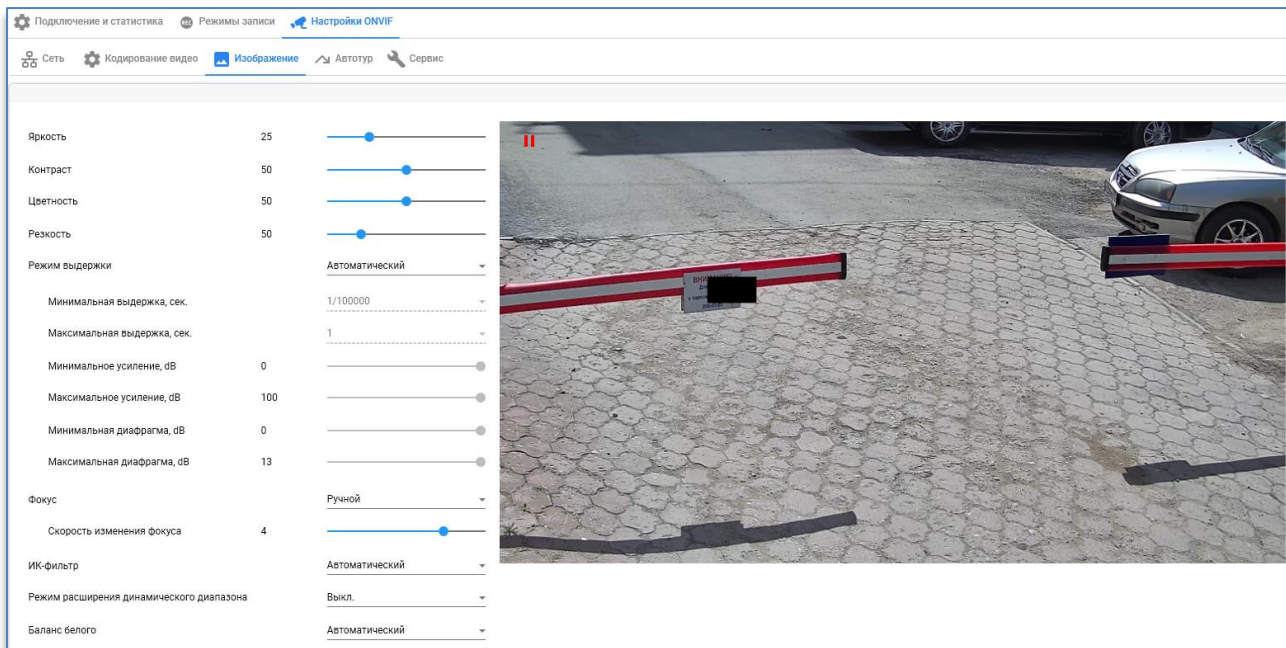 Подключение и статистика REC Режимы записи Настройки ONVIF
Сеть Кодирование видео Изображение Автотур Сервис
Яркость 25
Контраст 50
Цветность 50
Резкость 50
Режим выдержки Автоматический
Минимальная выдержка, сек. 1/100000
Максимальная выдержка, сек. 1
Минимальное усиление, dB 0
Максимальное усиление, dB 100
Минимальная диафрагма, dB 0
Максимальная диафрагма, dB 13
Фокус Ручной
Скорость изменения фокуса 4
ИК-фильтр Автоматический
Режим расширения динамического диапазона Выкл.
Баланс белого Автоматический